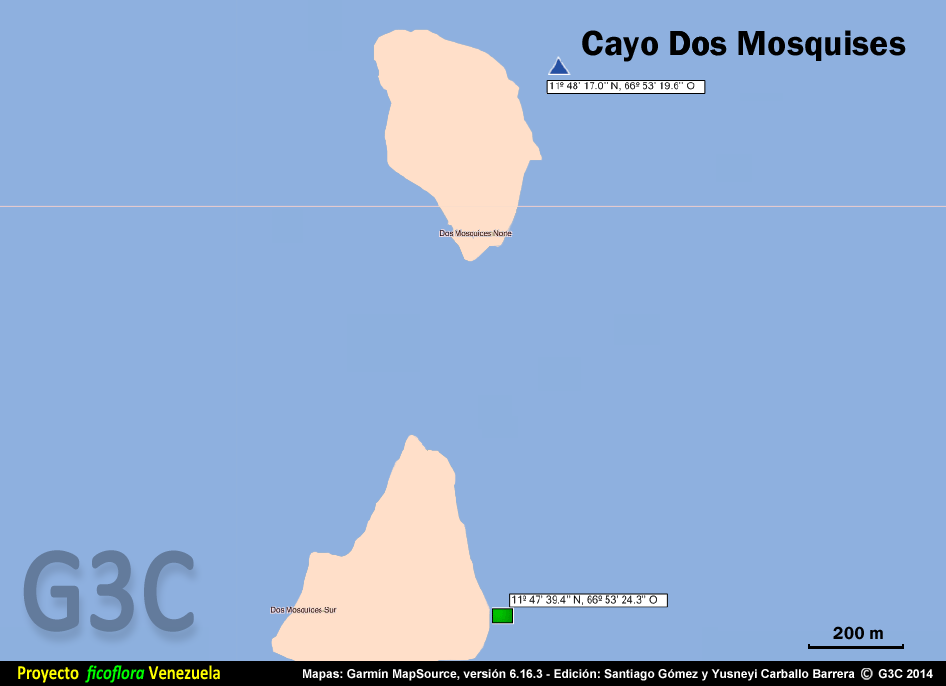 Cayo Dos Mosquises
11º 48' 17.0" N, 66º 53' 19.6" O
Dos Mosquices Norte
11º 47' 39.4" N, 66º 53' 24.3" O
Dos Mosquices Sur
G3C
200 m
Proyecto ficoflora Venezuela
Mapas: Garmin MapSource, versión 6.16.3 - Edición: Santiago Gómez y Yusneyi Carballo Barrera © G3C 2014